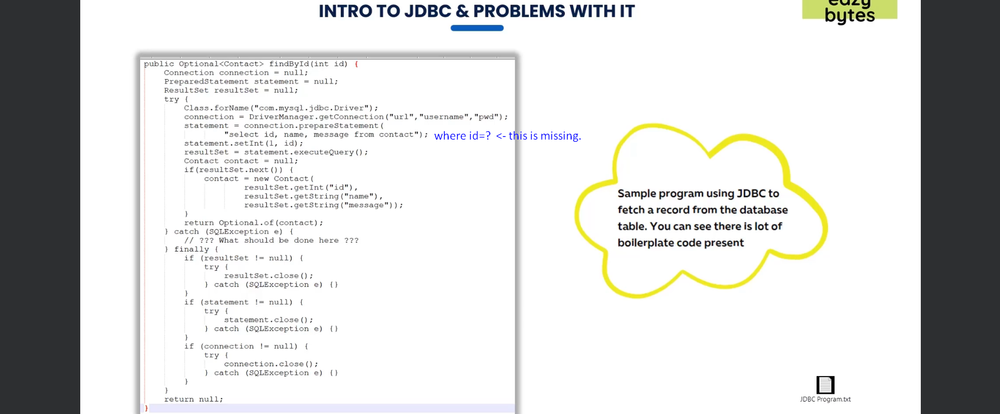 INTRO TO JDBC & PROBLEMS WITH IT
eazy
bytes
public Optional<Contact> findById(int id) {
Connection connection = null;
PreparedStatement statement = null;
ResultSet resultSet = null;
try {
Class.forName("com.mysql.jdbc.Driver");
connection = DriverManager.getConnection("url","username","pwd");
statement = connection.prepareStatement(
"select id, name, message from contact"); where id=? <- this is missing.
statement.setInt(1, id);
resultSet = statement.executeQuery();
Contact contact = null;
if(resultSet.next()) {
contact = new Contact(
resultSet.getInt("id"),
resultSet.getString("name"),
resultSet.getString("message"));
}
return Optional.of(contact);
} catch (SQLException e) {
// ??? What should be done here ???
} finally {
if (resultSet != null) {
try {
resultSet.close();
} catch (SQLException e) {}
}
if (statement != null) {
try {
statement.close();
} catch (SQLException e) {}
}
if (connection != null) {
try {
connection.close();
} catch (SQLException e) {}
}
}
return null;
}
Sample program using JDBC to
fetch a record from the database
table. You can see there is lot of
boilerplate code present
JDBC Program.txt